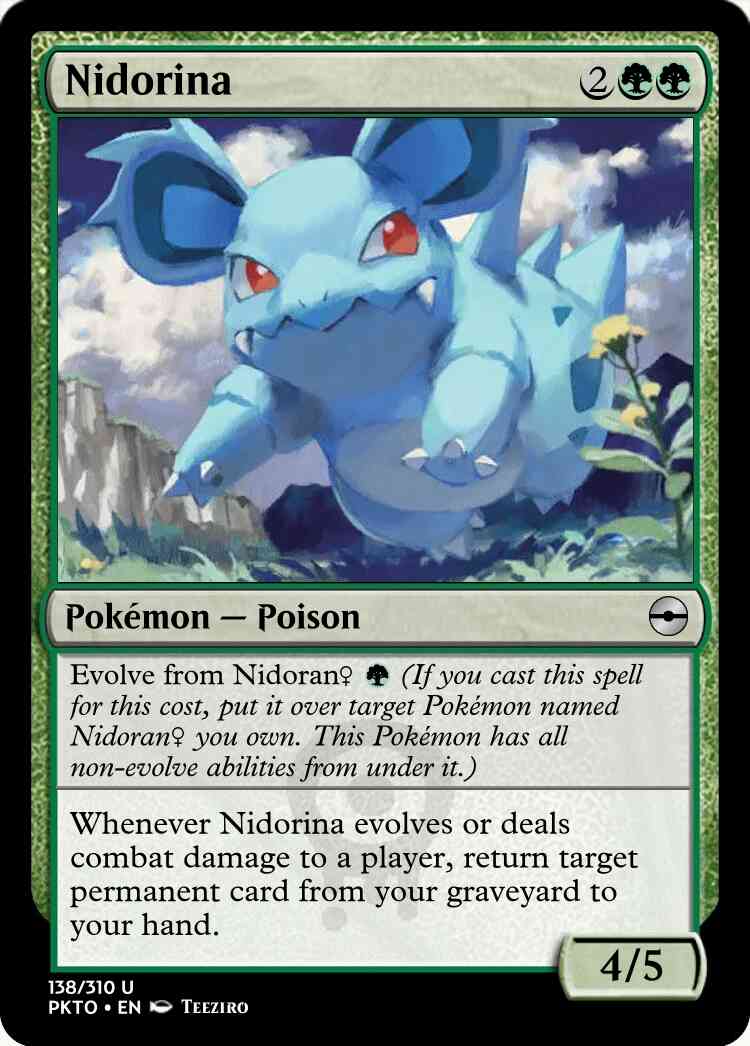 Nidorina 2
Pokémon — Poison
Evolve from Nidoran♀ (If you cast this spell
for this cost, put it over target Pokémon named
Nidoran♀ you own. This Pokémon has all
non-evolve abilities from under it.)
Whenever Nidorina evolves or deals
combat damage to a player, return target
permanent card from your graveyard to
your hand.
4/5
138/310 U
PKTO • EN Teeziro